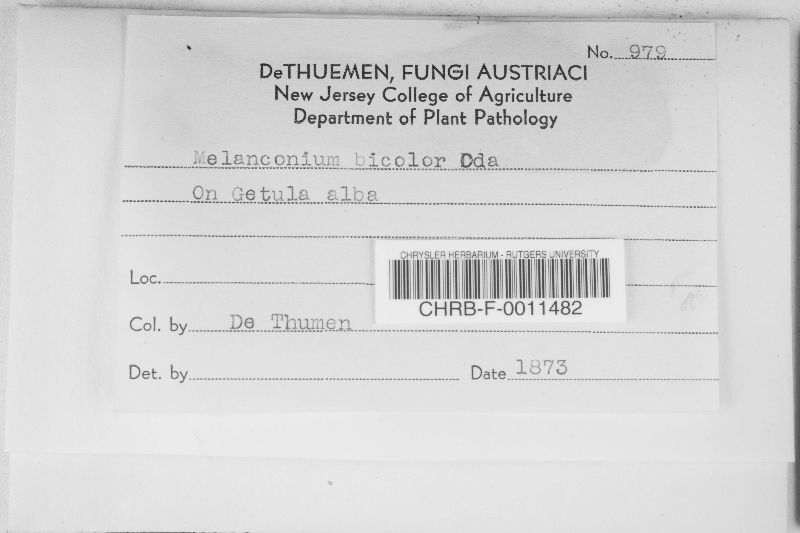 No. 979
DeTHUEMEN, FUNGI AUSTRIACI
New Jersey College of Agriculture
Department of Plant Pathology
Melanconium bicolor Cda
On Getula alba
CHRYSLER HERBARIUM - RUTGERS UNIVERSITY
Loc.
CHRB-F-0011482
Col. by De Thumen
Det. by
Date 1873